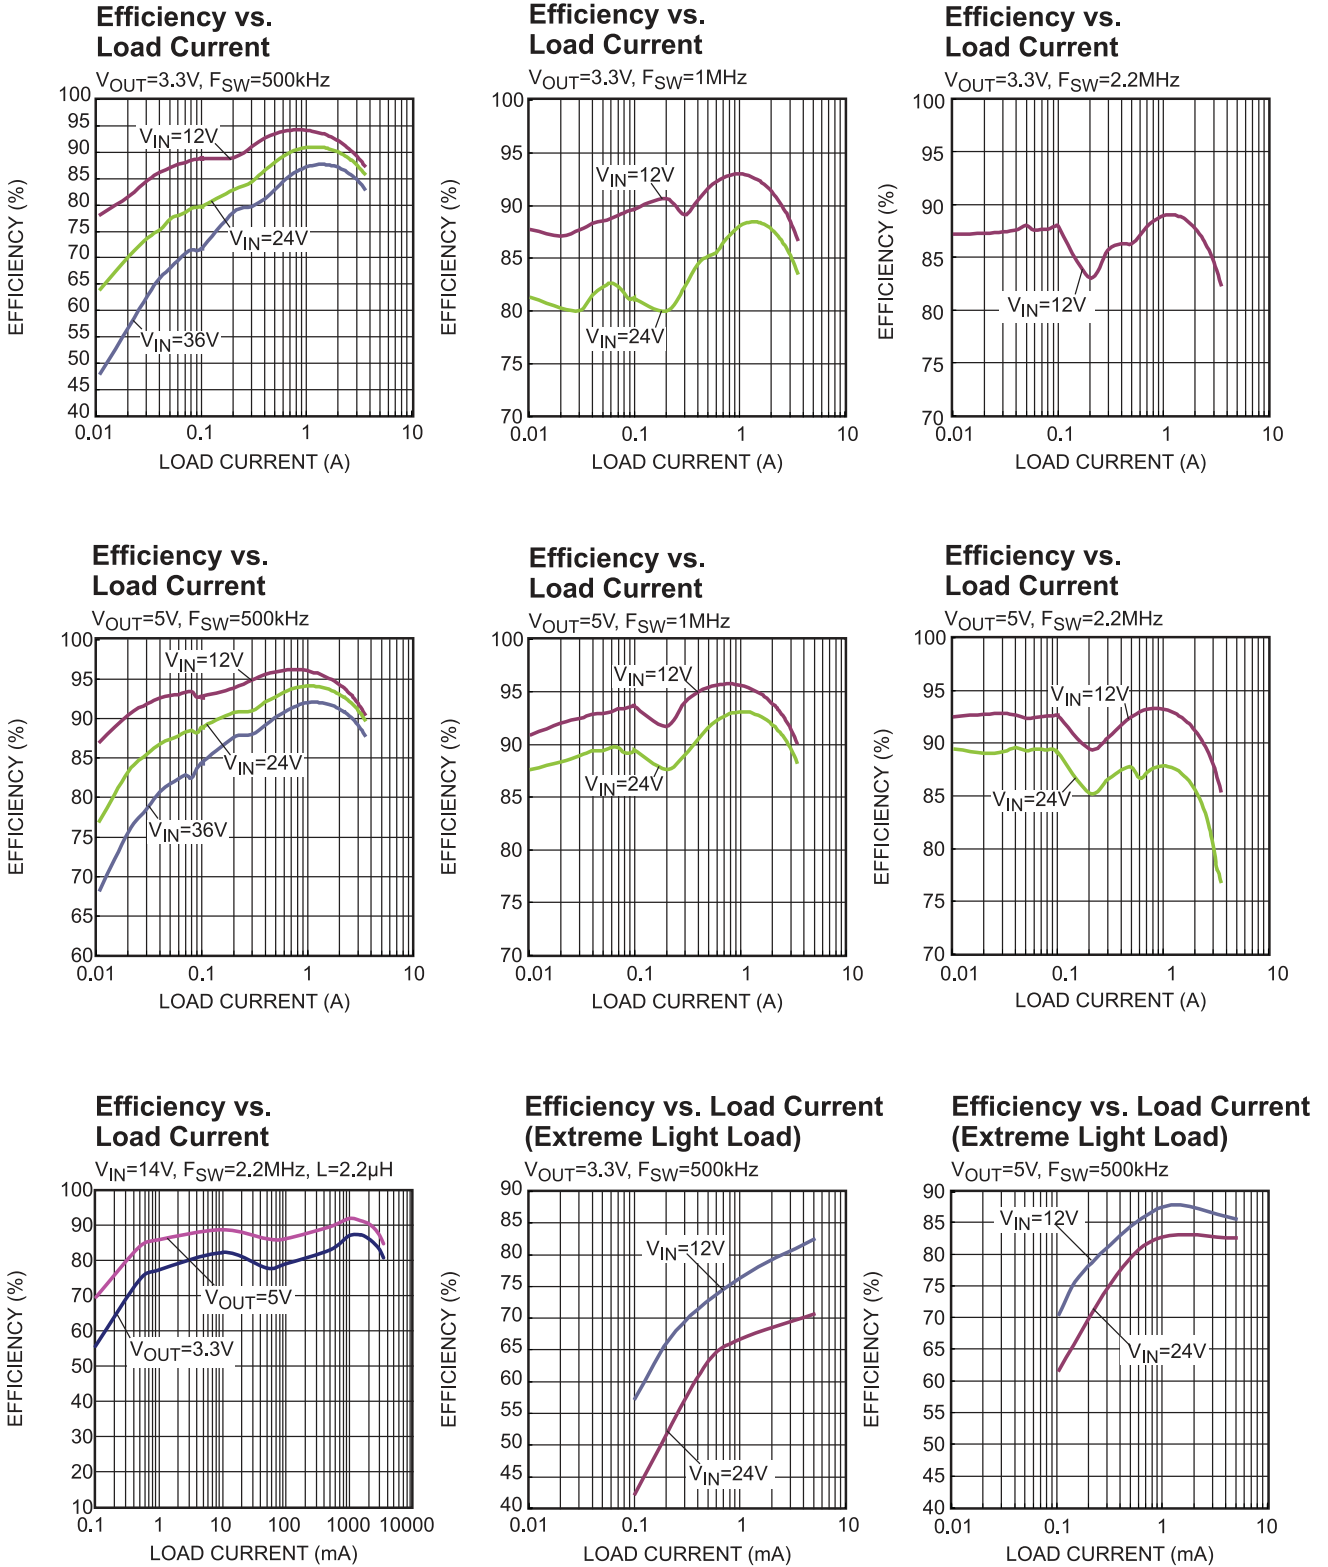 Efficiency vs.
Load Current
VOUT=3.3V, FSW=500kHz
100
95
90
85
80
75
70
65
60
55
50
45
40
EFFICIENCY (%)
VIN=12V
VIN=24V
VIN=36V
0.01 0.1 1 10
LOAD CURRENT (A)
Efficiency vs.
Load Current
VOUT=3.3V, FSW=1MHz
100
95
90
85
80
75
70
EFFICIENCY (%)
VIN=12V
VIN=24V
0.01 0.1 1 10
LOAD CURRENT (A)
Efficiency vs.
Load Current
VOUT=3.3V, FSW=2.2MHz
100
95
90
85
80
75
70
EFFICIENCY (%)
VIN=12V
0.01 0.1 1 10
LOAD CURRENT (A)
Efficiency vs.
Load Current
VOUT=5V, FSW=500kHz
100
95
90
85
80
75
70
65
60
EFFICIENCY (%)
VIN=12V
VIN=24V
VIN=36V
0.01 0.1 1 10
LOAD CURRENT (A)
Efficiency vs.
Load Current
VOUT=5V, FSW=1MHz
100
95
90
85
80
75
70
EFFICIENCY (%)
VIN=12V
VIN=24V
0.01 0.1 1 10
LOAD CURRENT (A)
Efficiency vs.
Load Current
VOUT=5V, FSW=2.2MHz
100
95
90
85
80
75
70
EFFICIENCY (%)
VIN=12V
VIN=24V
0.01 0.1 1 10
LOAD CURRENT (A)
Efficiency vs.
Load Current
VIN=14V, FSW=2.2MHz, L=2.2µH
100
90
80
70
60
50
40
30
20
10
EFFICIENCY (%)
VOUT=5V
VOUT=3.3V
0.1 1 10 100 1000 10000
LOAD CURRENT (mA)
Efficiency vs. Load Current
(Extreme Light Load)
VOUT=3.3V, FSW=500kHz
90
85
80
75
70
65
60
55
50
45
40
EFFICIENCY (%)
VIN=12V
VIN=24V
0.01 0.1 1 10
LOAD CURRENT (mA)
Efficiency vs. Load Current
(Extreme Light Load)
VOUT=5V, FSW=500kHz
90
85
80
75
70
65
60
55
50
45
40
EFFICIENCY (%)
VIN=12V
VIN=24V
0.01 0.1 1 10
LOAD CURRENT (mA)